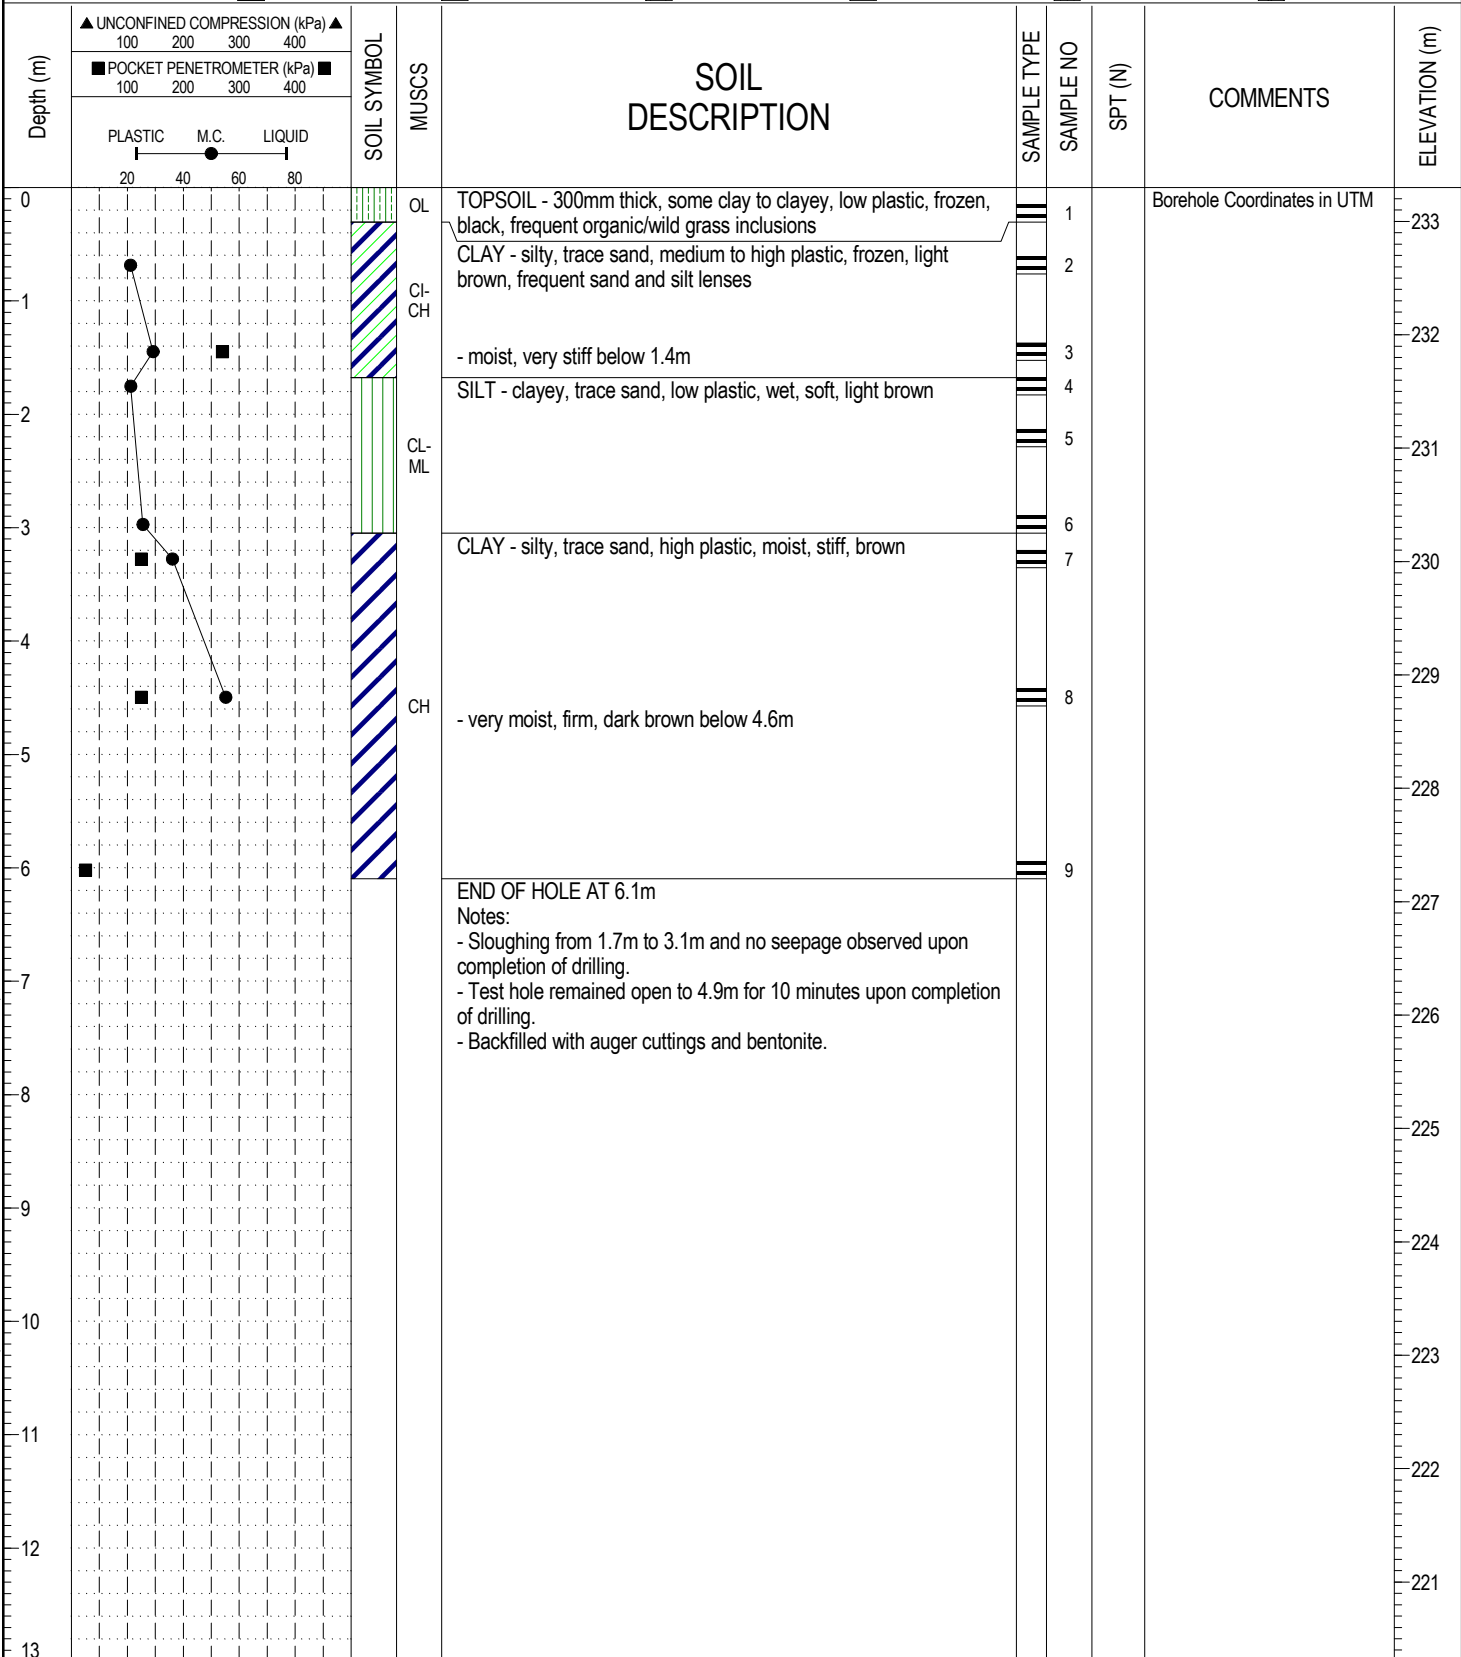 ▲ UNCONFINED COMPRESSION (kPa) ▲
100 200 300 400
■ POCKET PENETROMETER (kPa) ■
100 200 300 400
PLASTIC M.C. LIQUID
20 40 60 80
Depth (m)
SOIL SYMBOL
MUSCS
SOIL
DESCRIPTION
SAMPLE TYPE
SAMPLE NO
SPT (N)
COMMENTS
ELEVATION (m)
0
OL
TOPSOIL - 300mm thick, some clay to clayey, low plastic, frozen,
black, frequent organic/wild grass inclusions
1
Borehole Coordinates in UTM
233
CLAY - silty, trace sand, medium to high plastic, frozen, light
brown, frequent sand and silt lenses
2
1
CI-
CH
232
- moist, very stiff below 1.4m
3
SILT - clayey, trace sand, low plastic, wet, soft, light brown
4
2
5
CL-
ML
231
3
6
CLAY - silty, trace sand, high plastic, moist, stiff, brown
7
230
4
229
8
CH
- very moist, firm, dark brown below 4.6m
5
228
6
9
END OF HOLE AT 6.1m
227
Notes:
- Sloughing from 1.7m to 3.1m and no seepage observed upon
completion of drilling.
7
- Test hole remained open to 4.9m for 10 minutes upon completion
of drilling.
226
- Backfilled with auger cuttings and bentonite.
8
225
9
224
10
223
11
222
12
221
13